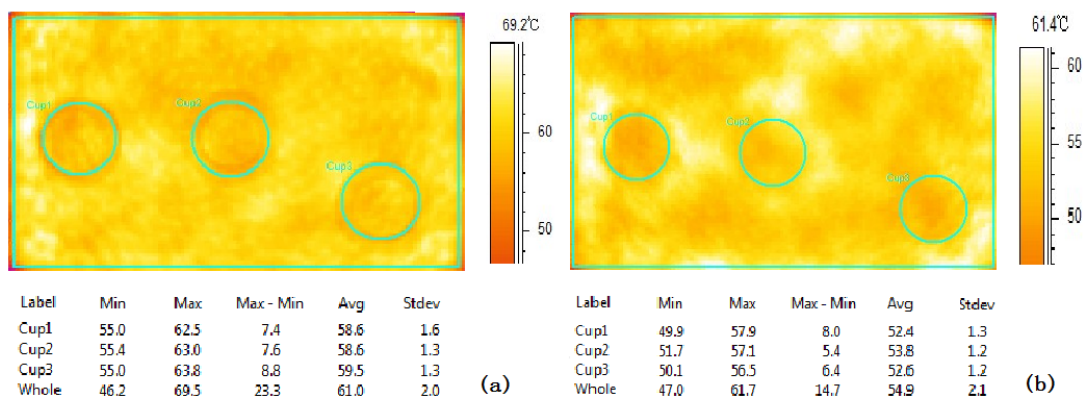 69.2°C
60
50
Cup1
Cup2
Cup3
Label Min Max Max - Min Avg Stdev
Cup1 55.0 62.5 7.4 58.6 1.6
Cup2 55.4 63.0 7.6 58.6 1.3
Cup3 55.0 63.8 8.8 59.5 1.3
Whole 46.2 69.5 23.3 61.0 2.0
(a)
61.4°C
60
55
50
Cup1
Cup2
Cup3
Label Min Max Max - Min Avg Stdev
Cup1 49.9 57.9 8.0 52.4 1.3
Cup2 51.7 57.1 5.4 53.8 1.2
Cup3 50.1 56.5 6.4 52.6 1.2
Whole 47.0 61.7 14.7 54.9 2.1
(b)